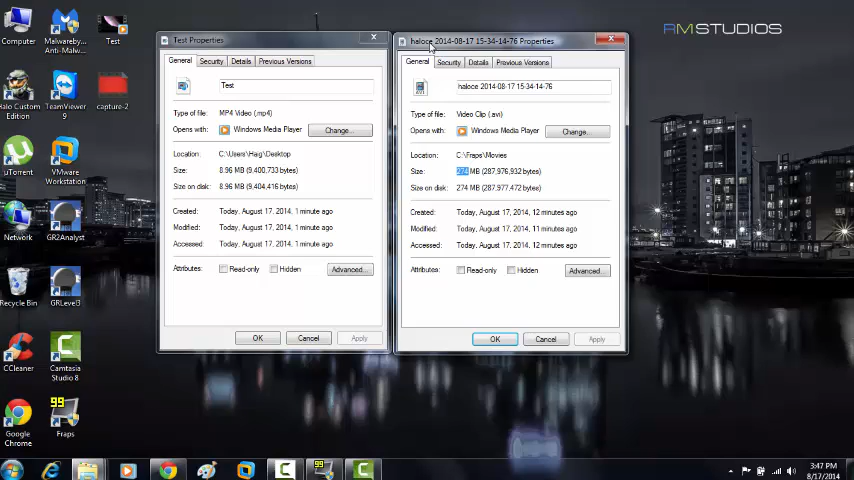 Computer
Malwareby...
Anti-Malw...
Test
Halo Custom
Edition
TeamViewer
9
capture-2
uTorrent
VMware
Workstation
Network
GR2Analyst
Recycle Bin
GRLevel3
CCleaner
Camtasia
Studio 8
Google
Chrome
99
Fraps
RMSTUDIOS
Test Properties
General Security Details Previous Versions
Test
Type of file: MP4 Video (.mp4)
Opens with: Windows Media Player Change...
Location: C:\Users\Haig\Desktop
Size: 8.96 MB (9,400,733 bytes)
Size on disk: 8.96 MB (9,404,416 bytes)
Created: Today, August 17, 2014, 1 minute ago
Modified: Today, August 17, 2014, 1 minute ago
Accessed: Today, August 17, 2014, 1 minute ago
Attributes: Read-only Hidden Advanced...
OK Cancel Apply
haloce 2014-08-17 15-34-14-76 Properties
General Security Details Previous Versions
haloce 2014-08-17 15-34-14-76
Type of file: Video Clip (.avi)
Opens with: Windows Media Player Change...
Location: C:\Fraps\Movies
Size: 274 MB (287,976,932 bytes)
Size on disk: 274 MB (287,977,472 bytes)
Created: Today, August 17, 2014, 12 minutes ago
Modified: Today, August 17, 2014, 11 minutes ago
Accessed: Today, August 17, 2014, 12 minutes ago
Attributes: Read-only Hidden Advanced...
OK Cancel Apply
99
3:47 PM
8/17/2014